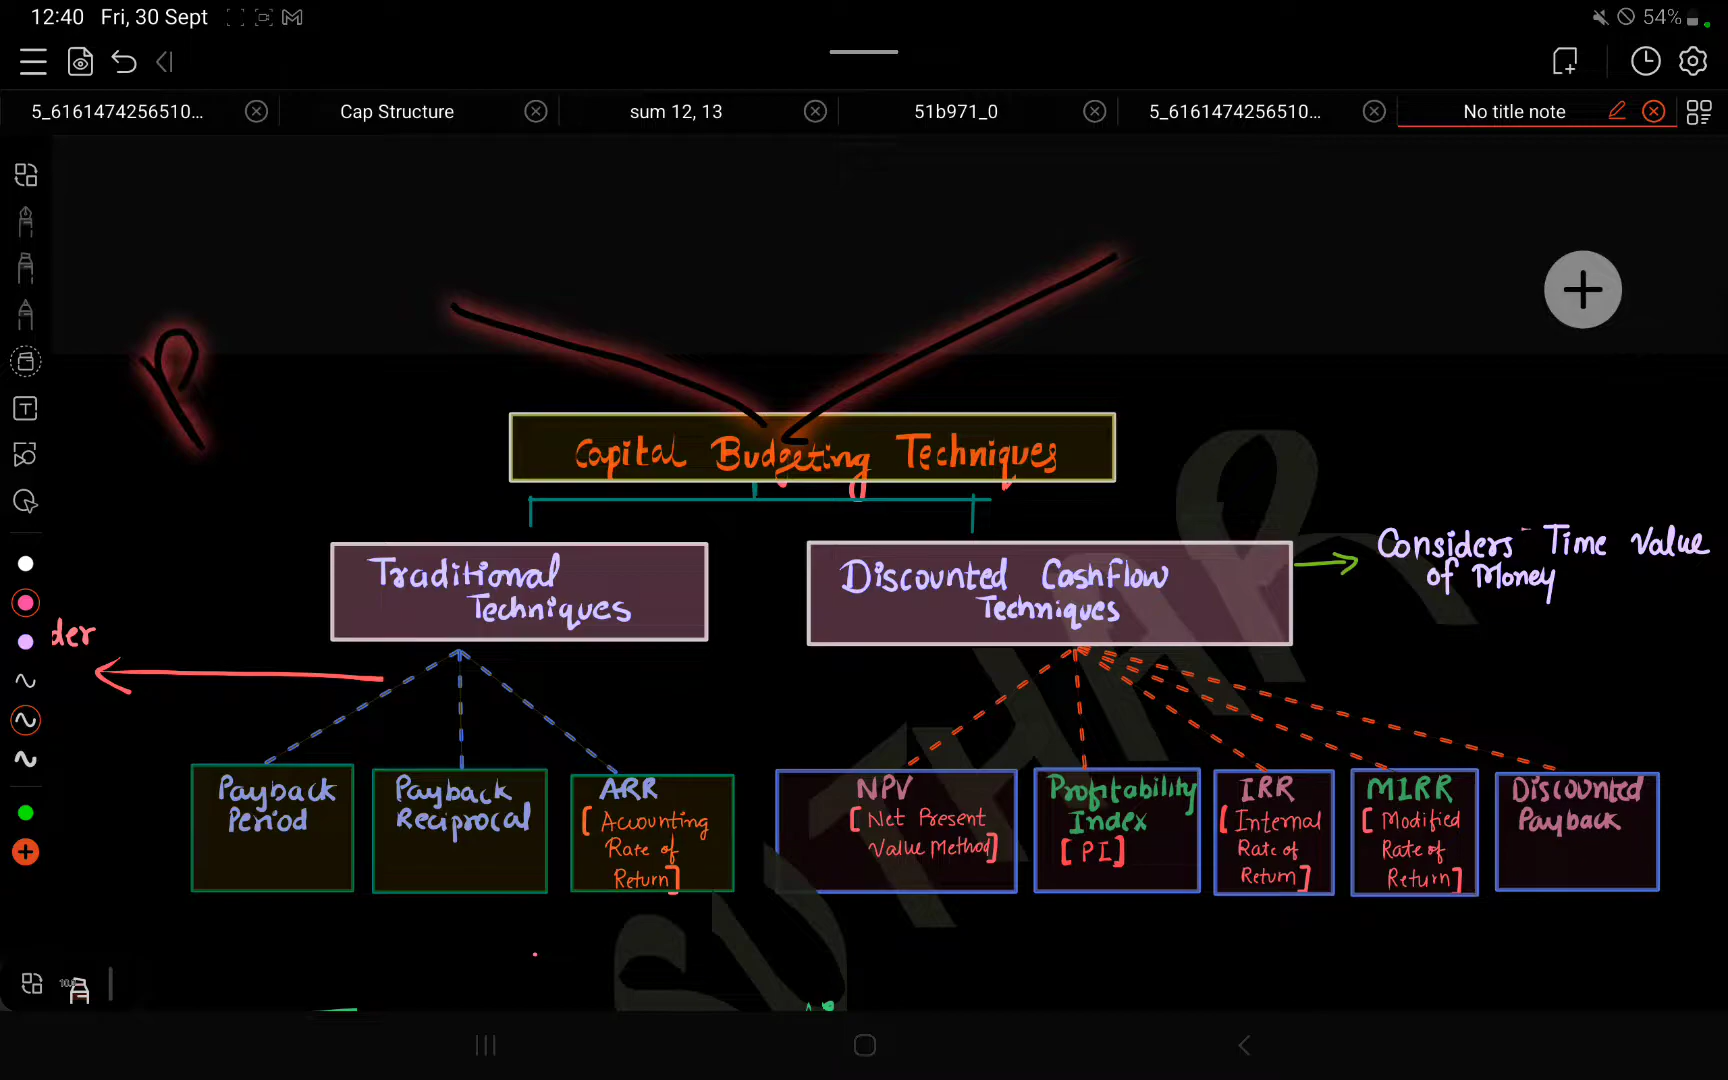 12:40 Fri, 30 Sept
54%
5_6161474256510...
Cap Structure
sum 12, 13
51b971_0
5_6161474256510...
No title note
Capital Budgeting Techniques
Traditional
Techniques
Discounted Cashflow
Techniques
Considers Time Value
of Money
der
Payback
Period
Payback
Reciprocal
ARR
[Accounting
Rate of
Return]
NPV
[Net Present
Value Method]
Profitability
Index
[PI]
IRR
[Internal
Rate of
Return]
MIRR
[Modified
Rate of
Return]
Discounted
Payback
SUTHAR